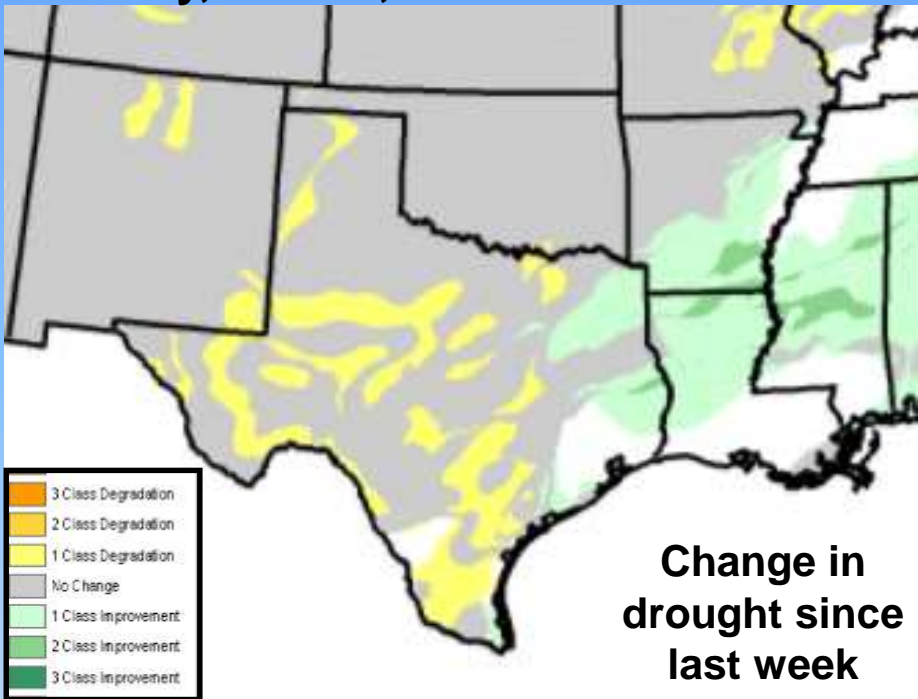 3 Class Degradation
2 Class Degradation
1 Class Degradation
No Change
1 Class Improvement
2 Class Improvement
3 Class Improvement
Change in
drought since
last week